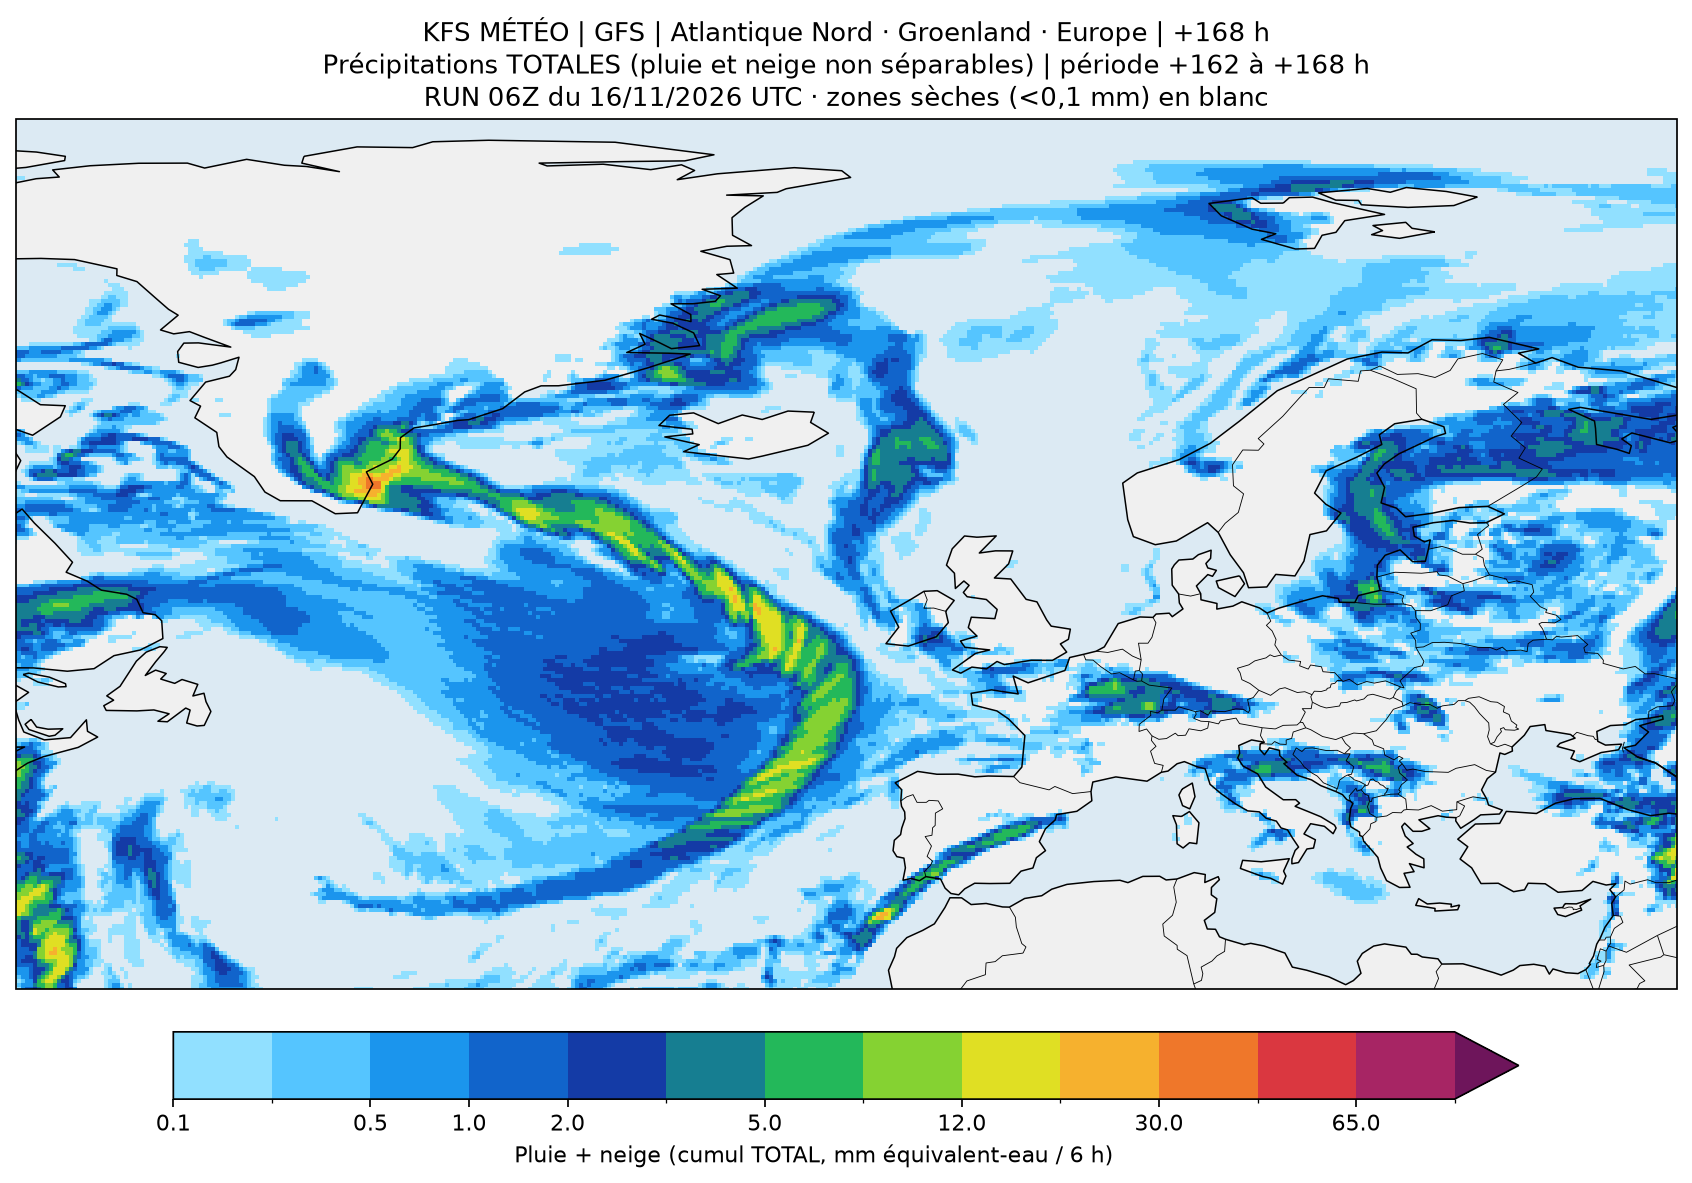 KFS MÉTÉO | GFS | Atlantique Nord · Groenland · Europe | +168 h
Précipitations TOTALES (pluie et neige non séparables) | période +162 à +168 h
RUN 06Z du 16/11/2026 UTC · zones sèches (<0,1 mm) en blanc
0.1 0.5 1.0 2.0 5.0 12.0 30.0 65.0
Pluie + neige (cumul TOTAL, mm équivalent-eau / 6 h)